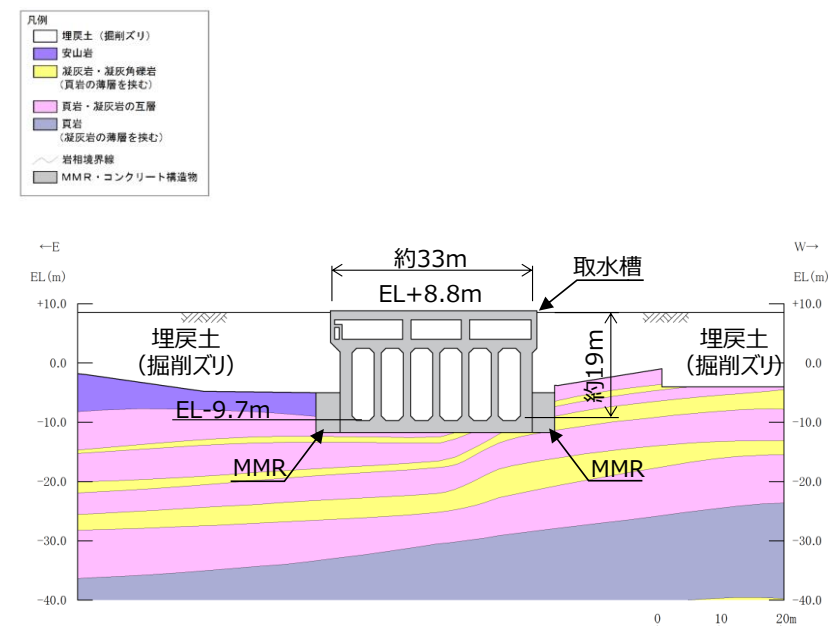 凡例
埋戻土（掘削ズリ）
安山岩
凝灰岩・凝灰角礫岩
（頁岩の薄層を挟む）
頁岩・凝灰岩の互層
頁岩
（凝灰岩の薄層を挟む）
岩相境界線
MMR・コンクリート構造物
←E
W→
EL(m)
EL(m)
約33m
取水槽
EL+8.8m
+10.0
+10.0
埋戻土
（掘削ズリ）
約19m
埋戻土
（掘削ズリ）
0.0
0.0
EL-9.7m
-10.0
-10.0
MMR
MMR
-20.0
-20.0
-30.0
-30.0
-40.0
-40.0
0 10 20m